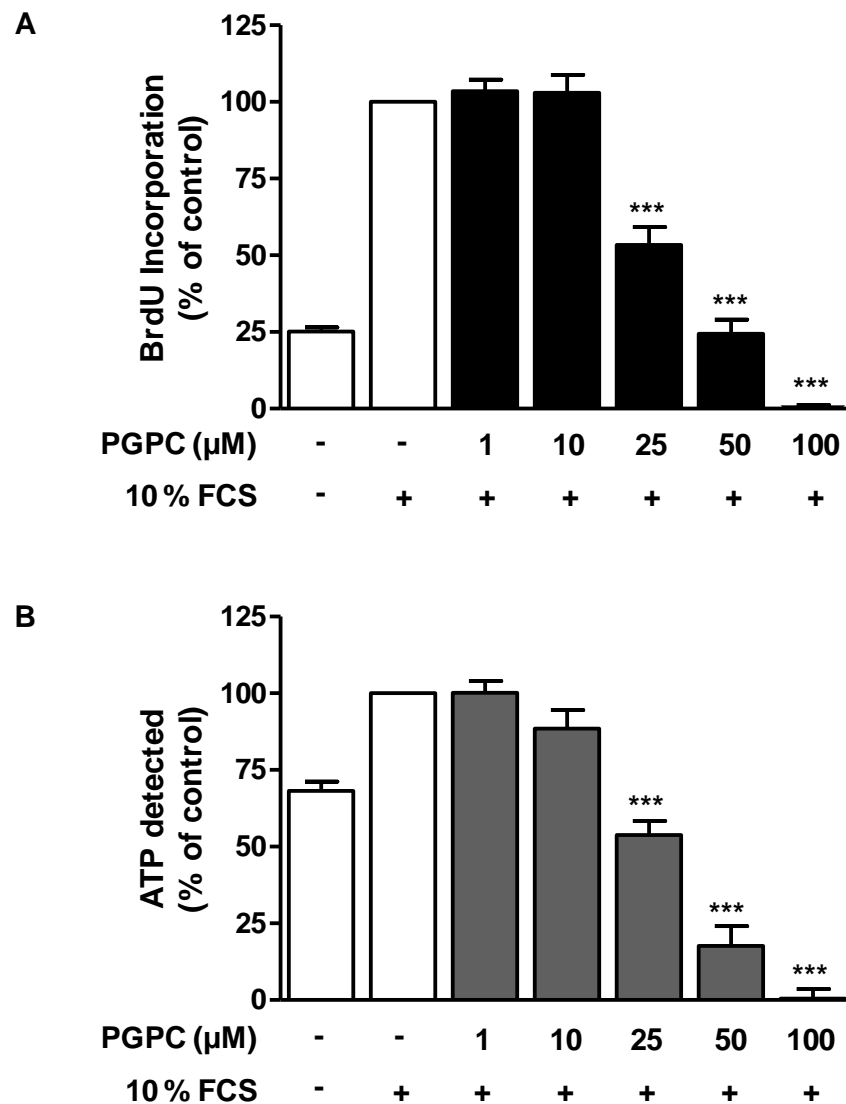 A
125
100
75
50
25
0
BrdU Incorporation
(% of control)
***
***
***
PGPC (µM) - - 1 10 25 50 100
10 % FCS - + + + + + +
B
125
100
75
50
25
0
ATP detected
(% of control)
***
***
***
PGPC (µM) - - 1 10 25 50 100
10 % FCS - + + + + + +